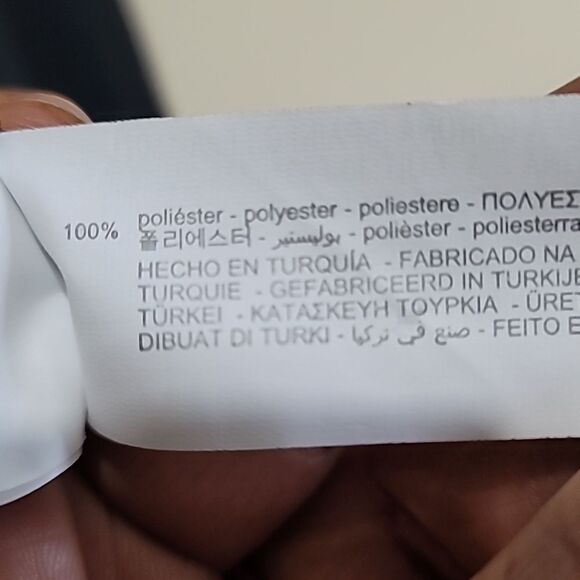 100% poliéster - polyester - poliestere - ΠΟΛΥΕΣ
폴리에스터 - بوليستير - polièster - poliesterra
HECHO EN TURQUÍA - FABRICADO NA
TURQUIE - GEFABRICEERD IN TURKIJE
TÜRKEI - ΚΑΤΑΣΚΕΥΗ ΤΟΥΡΚΙΑ - ÜRET
DIBUAT DI TURKI - صنع في تركيا - FEITO E